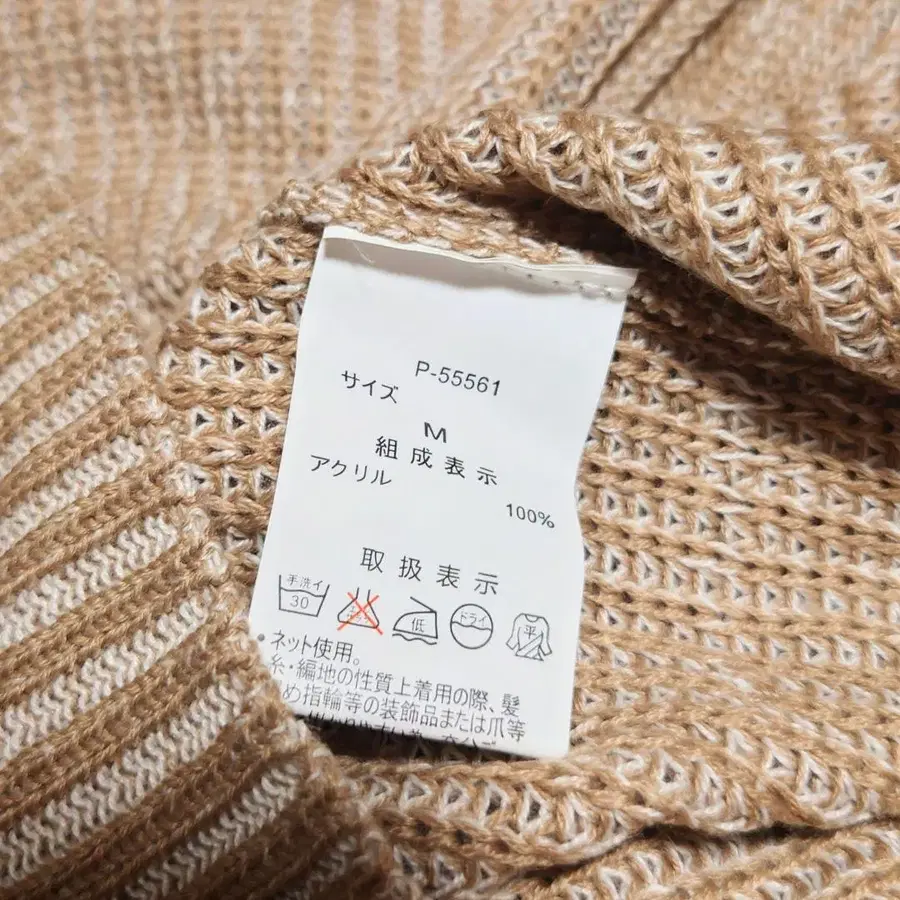 P-55561
サイズ
M
組成表示
アクリル
100%
取扱表示
手洗イ
30
低
ドライ
平
・ネット使用。
糸・編地の性質上着用の際、髪
め指輪等の装飾品または爪等